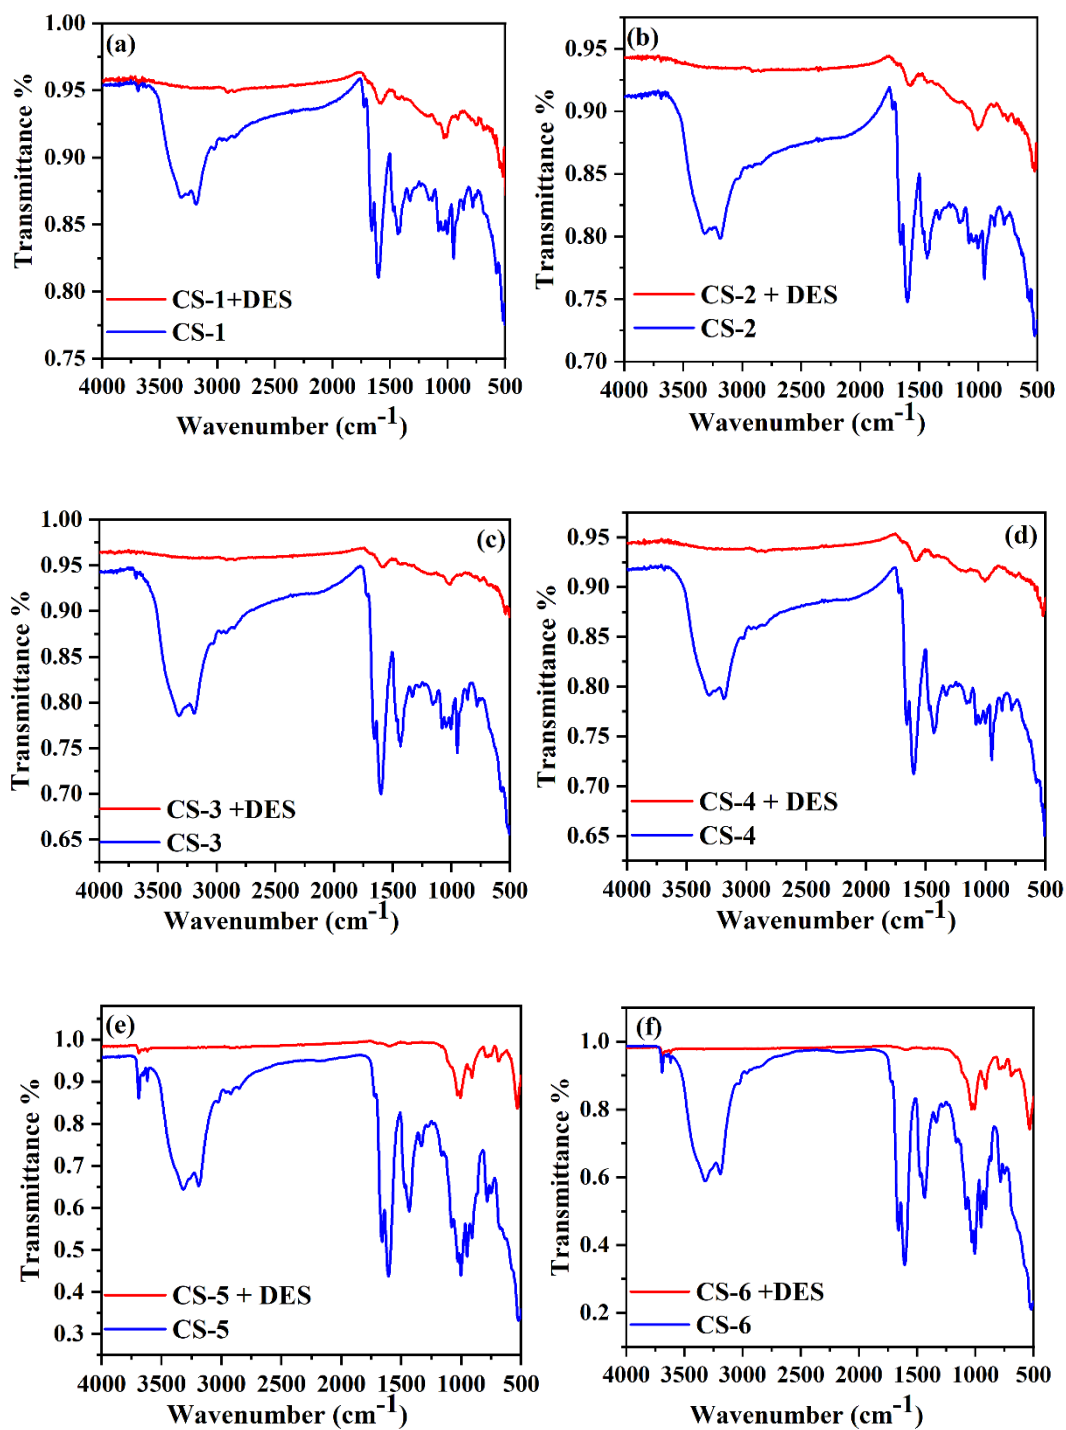 (a)
Transmittance %
1.00
0.95
0.90
0.85
0.80
0.75
CS-1+DES
CS-1
4000 3500 3000 2500 2000 1500 1000 500
Wavenumber (cm-1)
(b)
Transmittance %
0.95
0.90
0.85
0.80
0.75
0.70
CS-2 + DES
CS-2
4000 3500 3000 2500 2000 1500 1000 500
Wavenumber (cm-1)
(c)
Transmittance %
1.00
0.95
0.90
0.85
0.80
0.75
0.70
0.65
CS-3 +DES
CS-3
4000 3500 3000 2500 2000 1500 1000 500
Wavenumber (cm-1)
(d)
Transmittance %
0.95
0.90
0.85
0.80
0.75
0.70
0.65
CS-4 + DES
CS-4
4000 3500 3000 2500 2000 1500 1000 500
Wavenumber (cm-1)
(e)
Transmittance %
1.0
0.9
0.8
0.7
0.6
0.5
0.4
0.3
CS-5 + DES
CS-5
4000 3500 3000 2500 2000 1500 1000 500
Wavenumber (cm-1)
(f)
Transmittance %
1.0
0.8
0.6
0.4
0.2
CS-6 +DES
CS-6
4000 3500 3000 2500 2000 1500 1000 500
Wavenumber (cm-1)